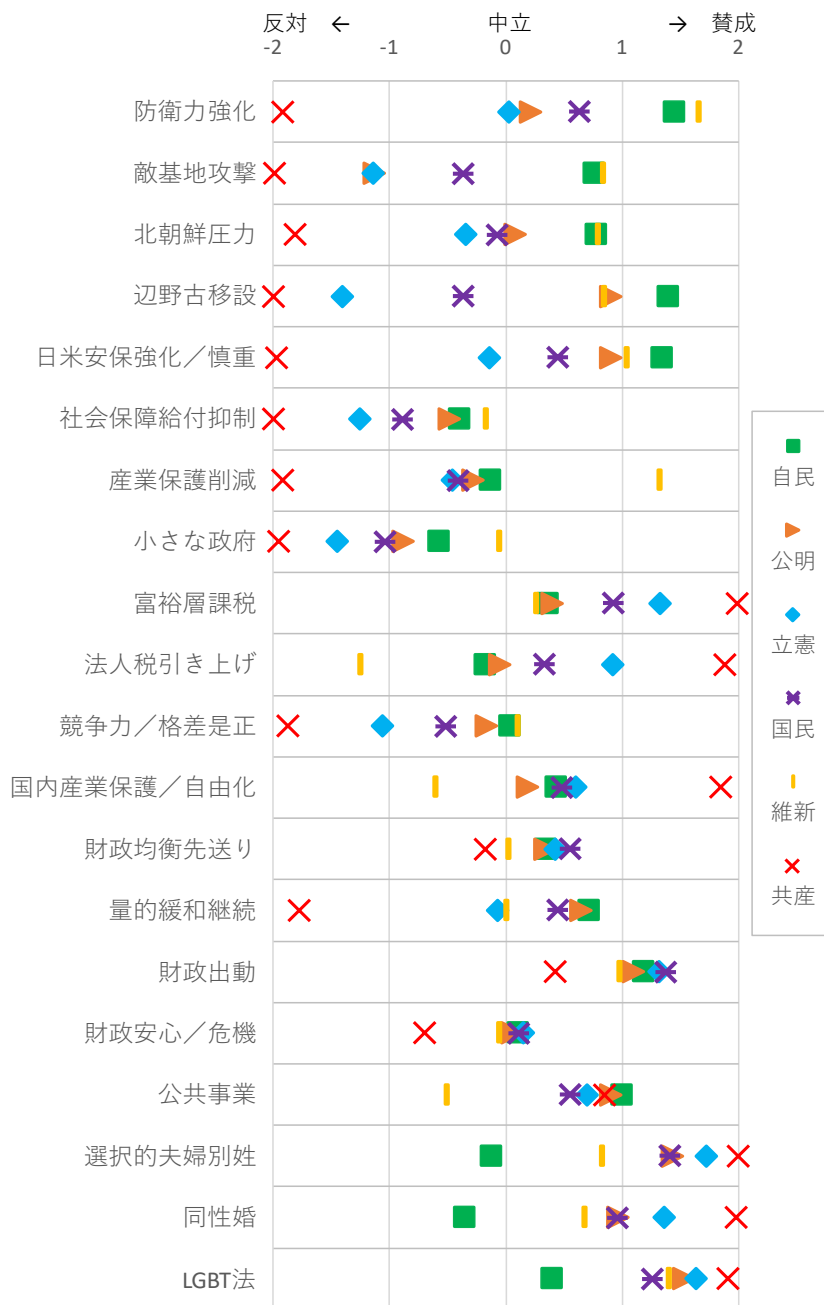 反対 ← 中立 → 賛成
-2 -1 0 1 2
防衛力強化
敵基地攻撃
北朝鮮圧力
辺野古移設
日米安保強化／慎重
社会保障給付抑制
産業保護削減
小さな政府
富裕層課税
法人税引き上げ
競争力／格差是正
国内産業保護／自由化
財政均衡先送り
量的緩和継続
財政出動
財政安心／危機
公共事業
選択的夫婦別姓
同性婚
LGBT法
自民
公明
立憲
国民
維新
共産